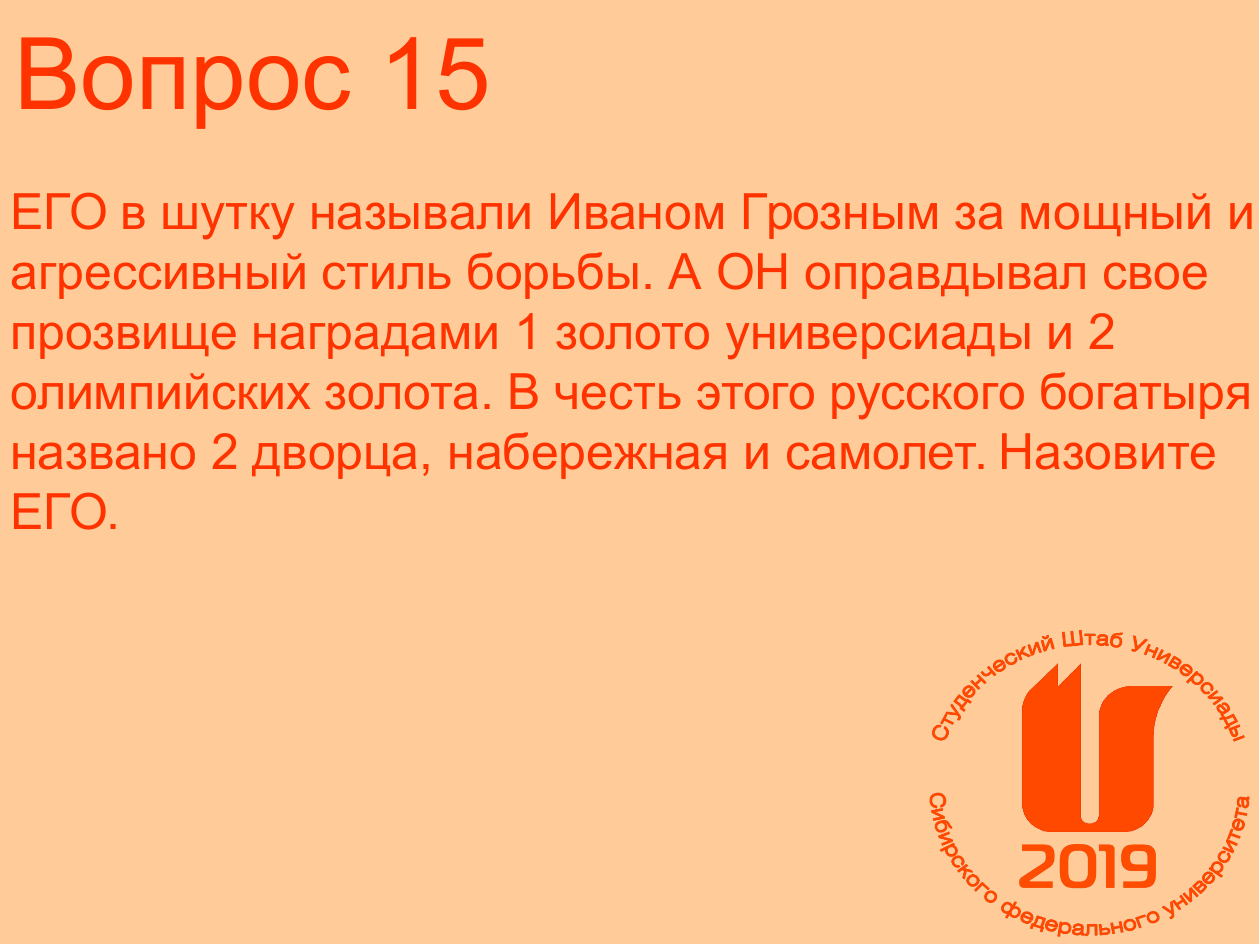 Вопрос 15
ЕГО в шутку называли Иваном Грозным за мощный и
агрессивный стиль борьбы. А ОН оправдывал свое
прозвище наградами 1 золото универсиады и 2
олимпийских золота. В честь этого русского богатыря
названо 2 дворца, набережная и самолет. Назовите
ЕГО.
Студенческий Штаб Универсиады
2019
Сибирского федерального университета